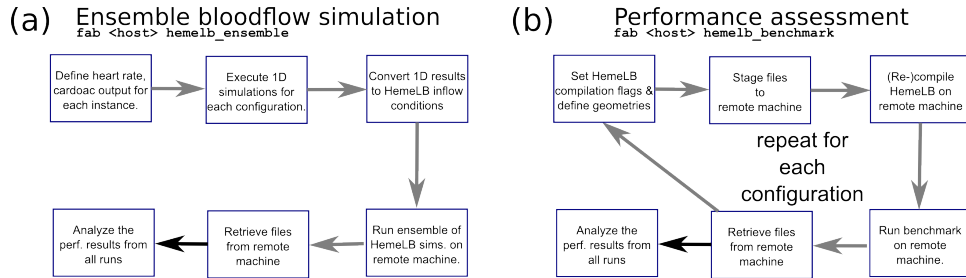 (a) Ensemble bloodflow simulation
fab <host> hemelb_ensemble
Define heart rate,
cardoac output for
each instance.
Execute 1D
simulations for
each configuration.
Convert 1D results
to HemeLB inflow
conditions
Run ensemble of
HemeLB sims. on
remote machine.
Retrieve files
from remote
machine
Analyze the
perf. results from
all runs
(b) Performance assessment
fab <host> hemelb_benchmark
Set HemeLB
compilation flags &
define geometries
Stage files
to
remote machine
(Re-)compile
HemeLB on
remote machine
repeat for
each
configuration
Run benchmark
on remote
machine.
Retrieve files
from remote
machine
Analyze the
perf. results from
all runs